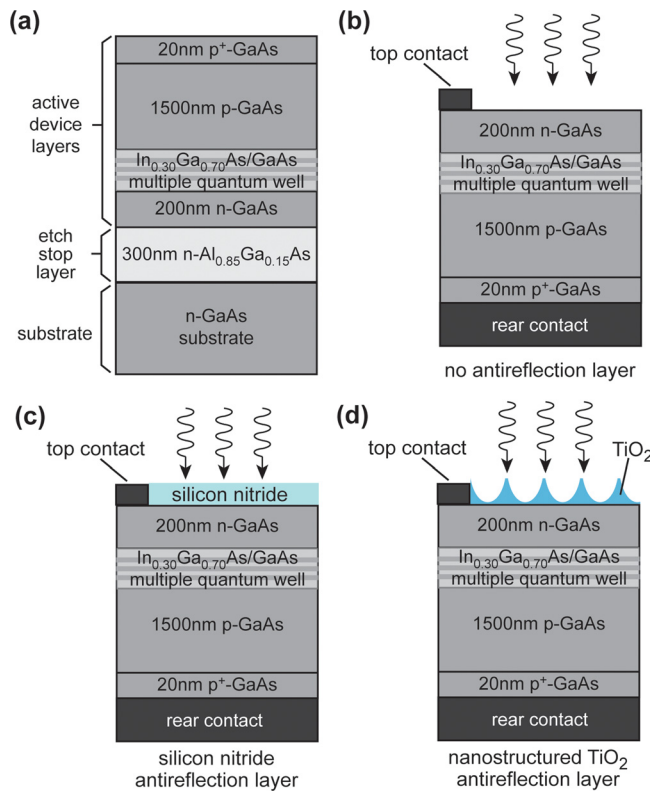 (a)
20nm p⁺-GaAs
active
device
layers
1500nm p-GaAs
In₀.₃₀Ga₀.₇₀As/GaAs
multiple quantum well
200nm n-GaAs
etch
stop
layer
300nm n-Al₀.₈₅Ga₀.₁₅As
substrate
n-GaAs
substrate
(b)
top contact
200nm n-GaAs
In₀.₃₀Ga₀.₇₀As/GaAs
multiple quantum well
1500nm p-GaAs
20nm p⁺-GaAs
rear contact
no antireflection layer
(c)
top contact
silicon nitride
200nm n-GaAs
In₀.₃₀Ga₀.₇₀As/GaAs
multiple quantum well
1500nm p-GaAs
20nm p⁺-GaAs
rear contact
silicon nitride
antireflection layer
(d)
top contact
TiO₂
200nm n-GaAs
In₀.₃₀Ga₀.₇₀As/GaAs
multiple quantum well
1500nm p-GaAs
20nm p⁺-GaAs
rear contact
nanostructured TiO₂
antireflection layer